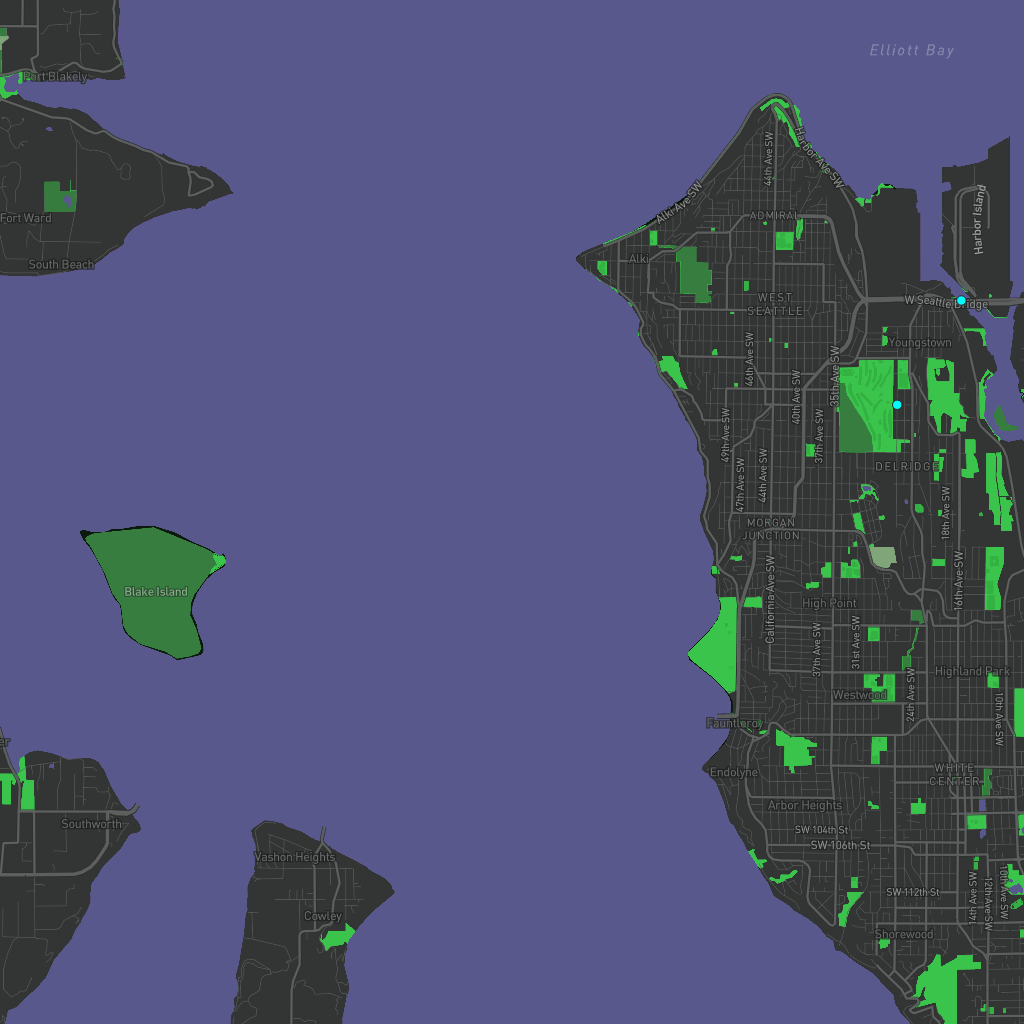 Elliott Bay
Port Blakely
Harbor Ave SW
44th Ave SW
Alki Ave SW
ADMIRAL
Harbor Island
Fort Ward
South Beach
Alki
WEST
SEATTLE
W Seattle Bridge
Youngstown
46th Ave SW
35th Ave SW
40th Ave SW
49th Ave SW
37th Ave SW
DELRIDGE
47th Ave SW
44th Ave SW
18th Ave SW
MORGAN
JUNCTION
Blake Island
California Ave SW
16th Ave SW
High Point
37th Ave SW
31st Ave SW
24th Ave SW
Highland Park
Westwood
10th Ave SW
Fauntleroy
Endolyne
WHITE
CENTER
Arbor Heights
Southworth
SW 104th St
SW 106th St
Vashon Heights
SW 112th St
14th Ave SW
12th Ave SW
10th Ave SW
Cowley
Shorewood